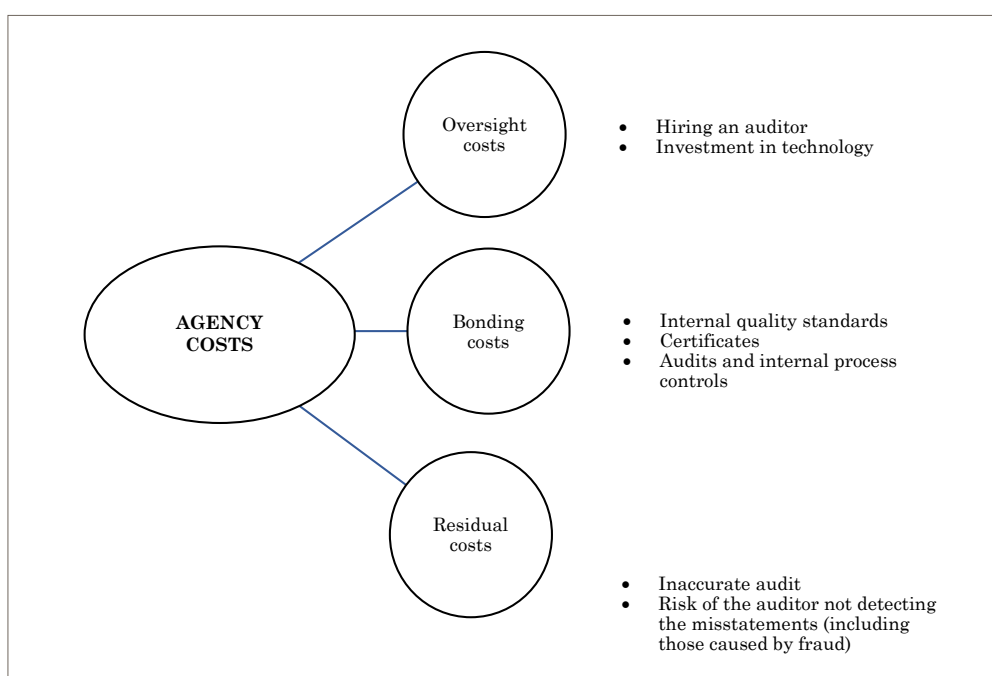 Oversight
costs
• Hiring an auditor
• Investment in technology
AGENCY
COSTS
Bonding
costs
• Internal quality standards
• Certificates
• Audits and internal process
controls
Residual
costs
• Inaccurate audit
• Risk of the auditor not detecting
the misstatements (including
those caused by fraud)